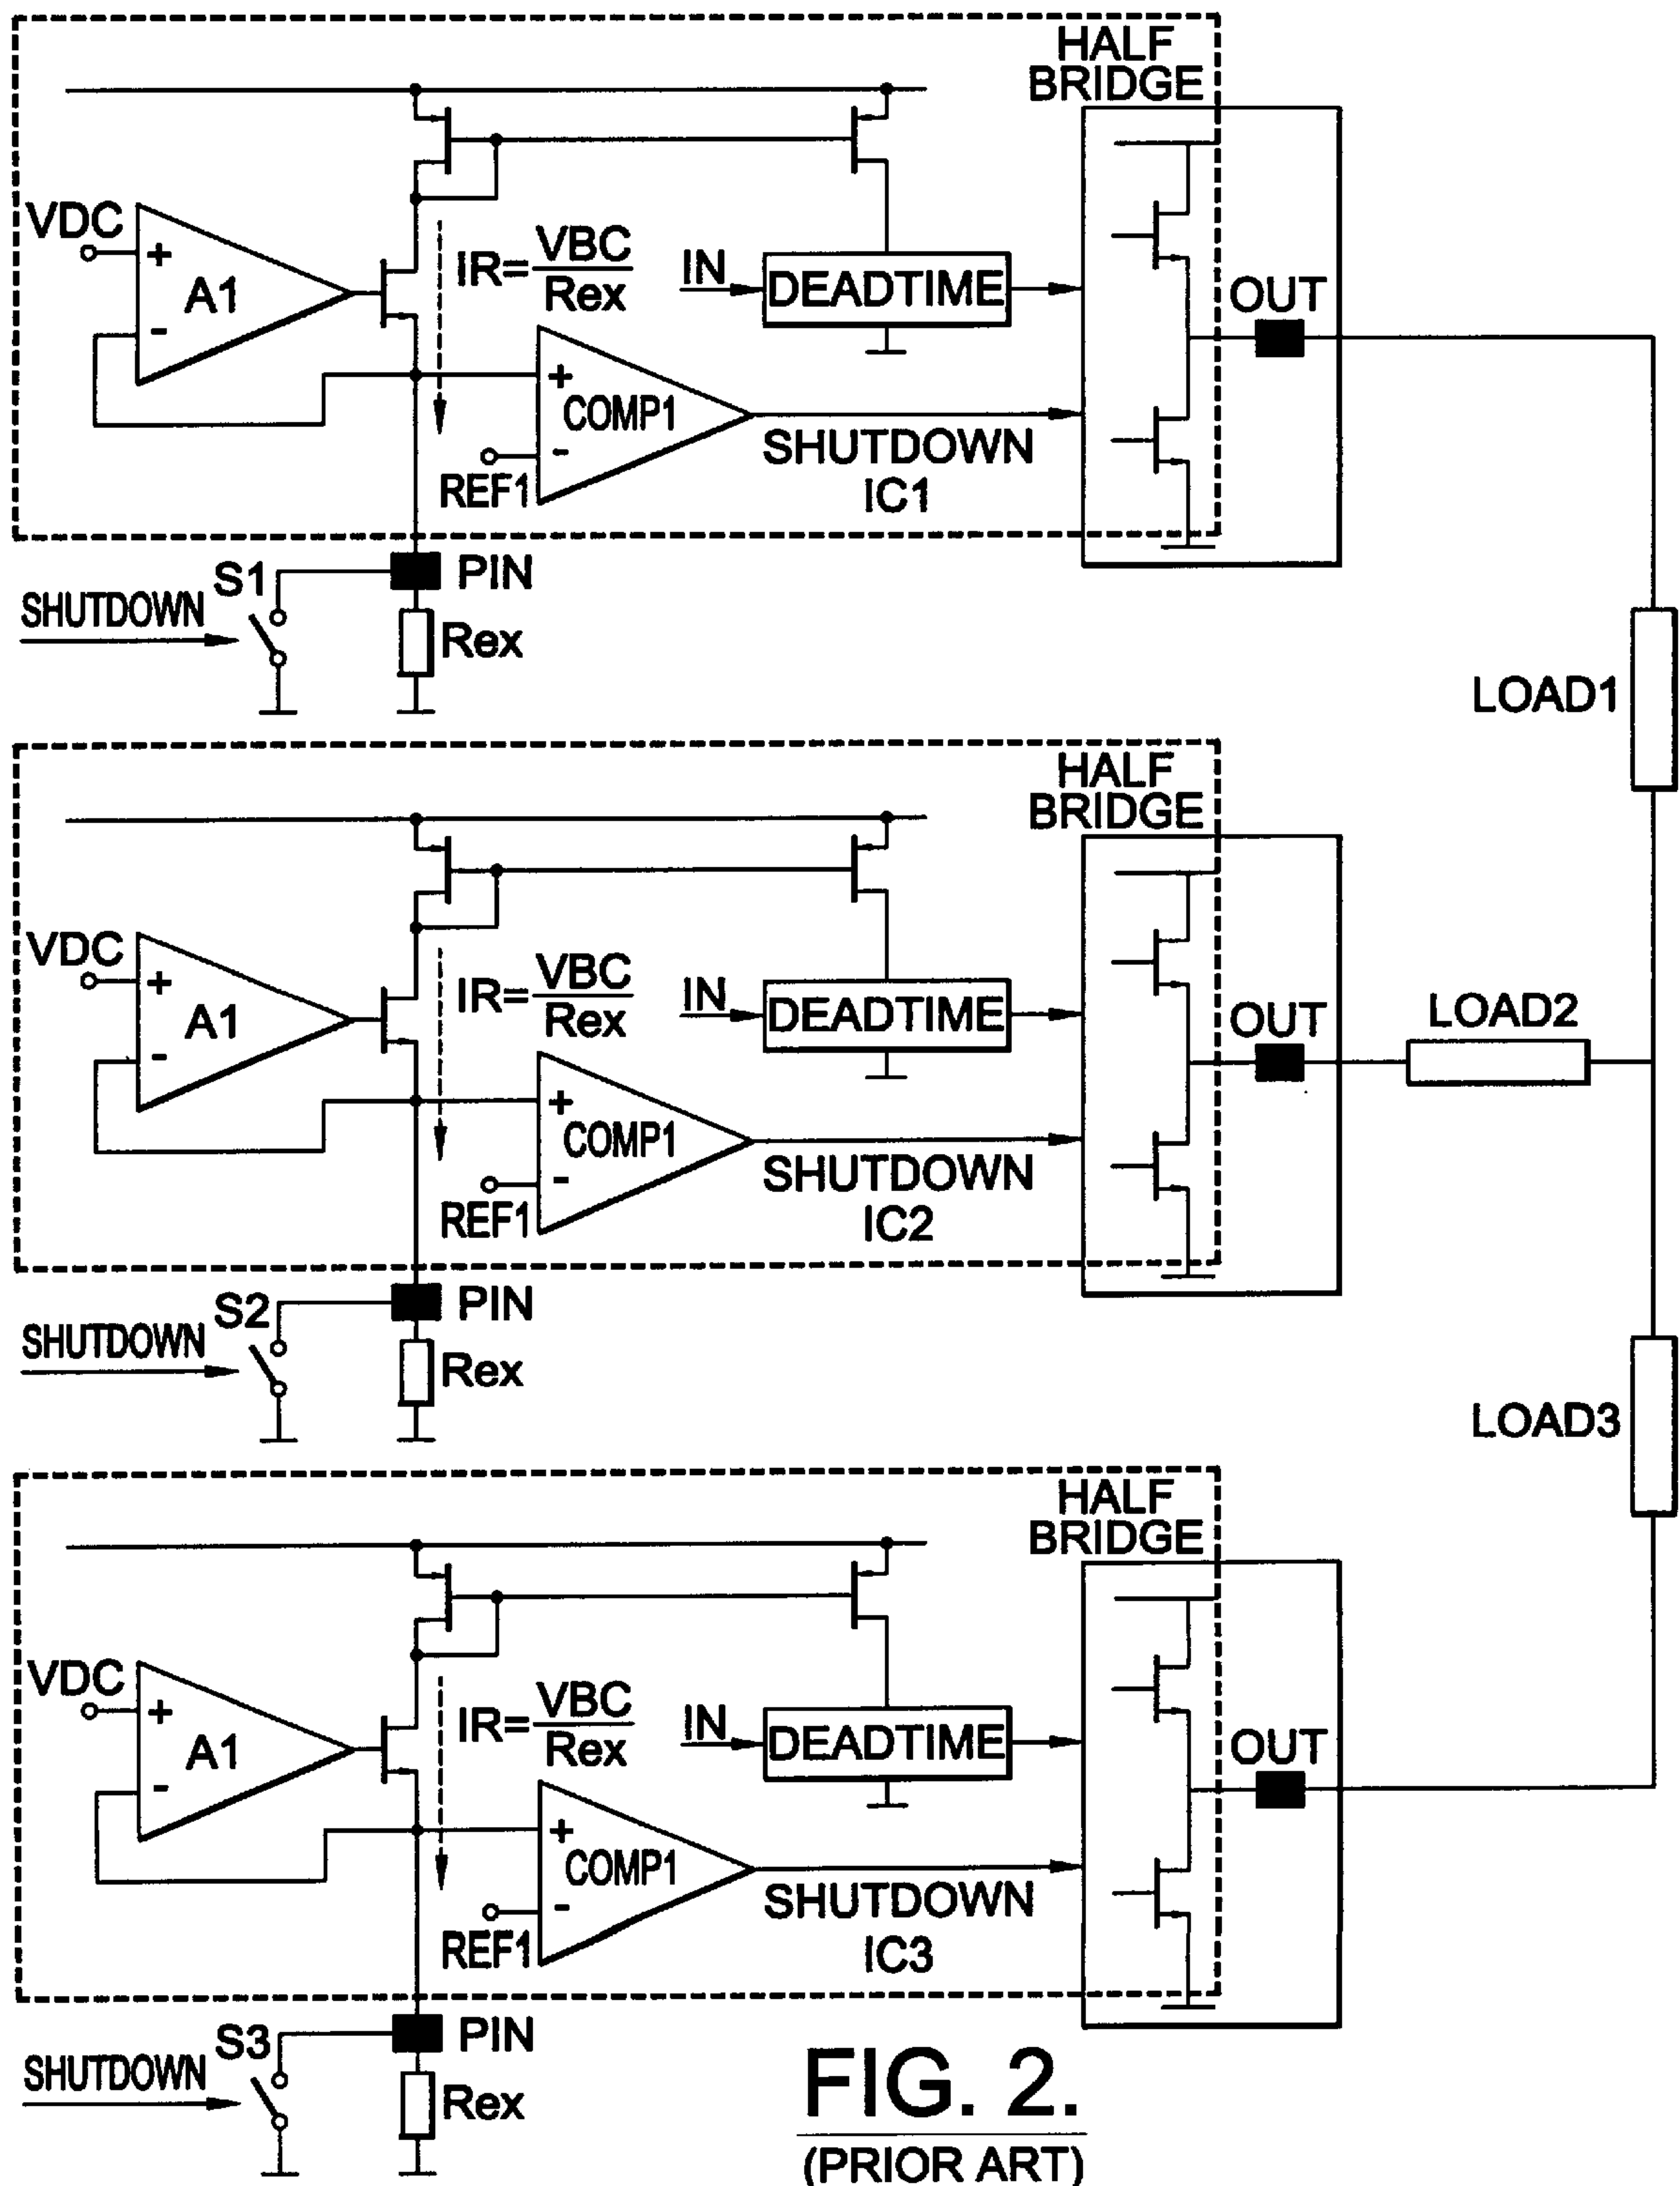 HALF
BRIDGE
VDC
+
A1
-
IR=VBC
Rex
IN
DEADTIME
OUT
+
COMP1
-
REF1
SHUTDOWN
IC1
S1
PIN
SHUTDOWN
Rex
LOAD1
HALF
BRIDGE
VDC
+
A1
-
IR=VBC
Rex
IN
DEADTIME
OUT
LOAD2
+
COMP1
-
REF1
SHUTDOWN
IC2
S2
PIN
SHUTDOWN
Rex
LOAD3
HALF
BRIDGE
VDC
+
A1
-
IR=VBC
Rex
IN
DEADTIME
OUT
+
COMP1
-
REF1
SHUTDOWN
IC3
S3
PIN
SHUTDOWN
Rex
FIG. 2.
(PRIOR ART)